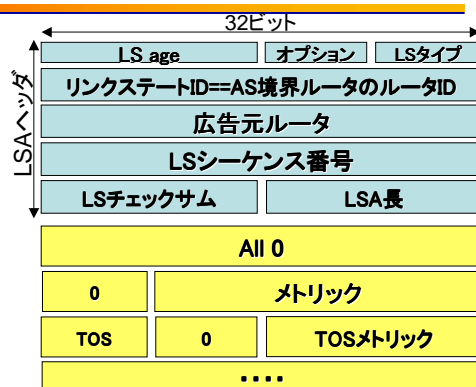 32ビット
LSAヘッダ
LS age オプション LSタイプ
リンクステートID==AS境界ルータのルータID
広告元ルータ
LSシーケンス番号
LSチェックサム LSA長
All 0
0 メトリック
TOS 0 TOSメトリック
••••